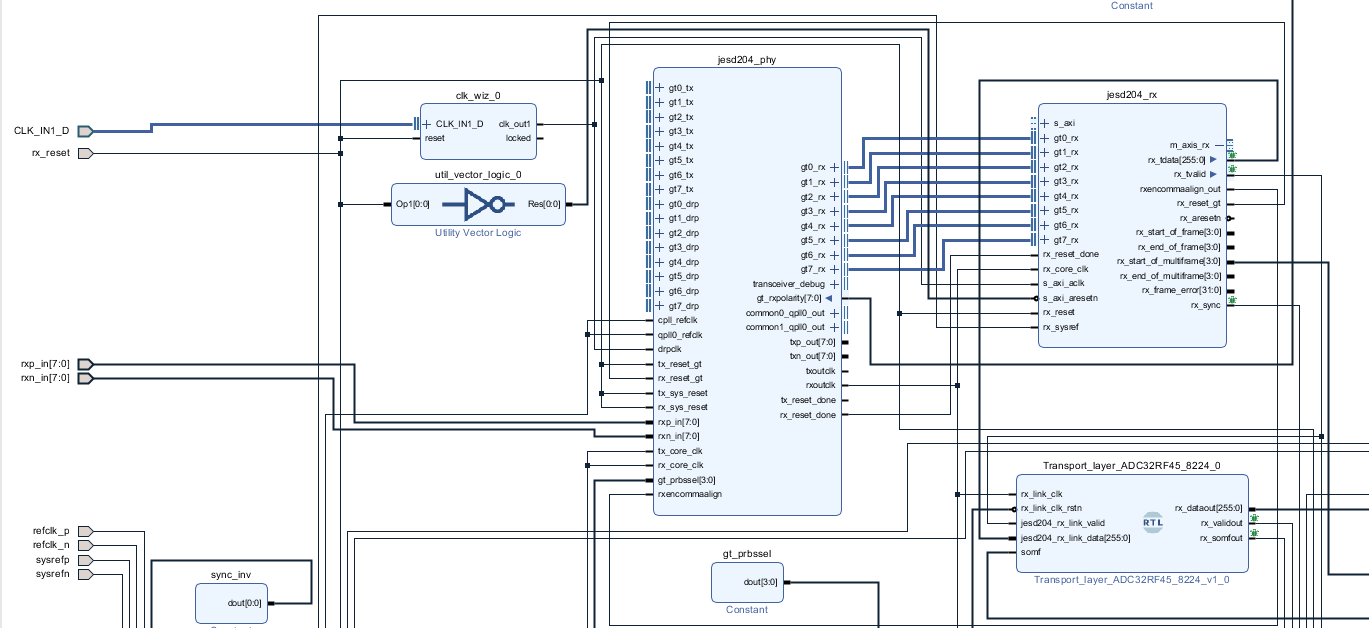 Constant
CLK_IN1_D
rx_reset
clk_wiz_0
CLK_IN1_D
reset
clk_out1
locked
util_vector_logic_0
Op1[0:0]
Res[0:0]
Utility Vector Logic
jesd204_phy
gt0_tx
gt1_tx
gt2_tx
gt3_tx
gt4_tx
gt5_tx
gt6_tx
gt7_tx
gt0_drp
gt1_drp
gt2_drp
gt3_drp
gt4_drp
gt5_drp
gt6_drp
gt7_drp
cpll_refclk
qpll0_refclk
drpclk
tx_reset_gt
rx_reset_gt
tx_sys_reset
rx_sys_reset
rxp_in[7:0]
rxn_in[7:0]
tx_core_clk
rx_core_clk
gt_prbssel[3:0]
rxencommaalign
gt0_rx
gt1_rx
gt2_rx
gt3_rx
gt4_rx
gt5_rx
gt6_rx
gt7_rx
transceiver_debug
gt_rxpolarity[7:0]
common0_qpll0_out
common1_qpll0_out
txp_out[7:0]
txn_out[7:0]
txoutclk
rxoutclk
tx_reset_done
rx_reset_done
jesd204_rx
s_axi
gt0_rx
gt1_rx
gt2_rx
gt3_rx
gt4_rx
gt5_rx
gt6_rx
gt7_rx
rx_reset_done
rx_core_clk
s_axi_aclk
s_axi_aresetn
rx_reset
rx_sysref
m_axis_rx
rx_tdata[255:0]
rx_tvalid
rxencommaalign_out
rx_reset_gt
rx_aresetn
rx_start_of_frame[3:0]
rx_end_of_frame[3:0]
rx_start_of_multiframe[3:0]
rx_end_of_multiframe[3:0]
rx_frame_error[31:0]
rx_sync
rxp_in[7:0]
rxn_in[7:0]
refclk_p
refclk_n
sysrefp
sysrefn
sync_inv
dout[0:0]
gt_prbssel
dout[3:0]
Constant
Transport_layer_ADC32RF45_8224_0
rx_link_clk
rx_link_clk_rstn
jesd204_rx_link_valid
jesd204_rx_link_data[255:0]
somf
RTL
rx_dataout[255:0]
rx_validout
rx_somfout
Transport_layer_ADC32RF45_8224_v1_0